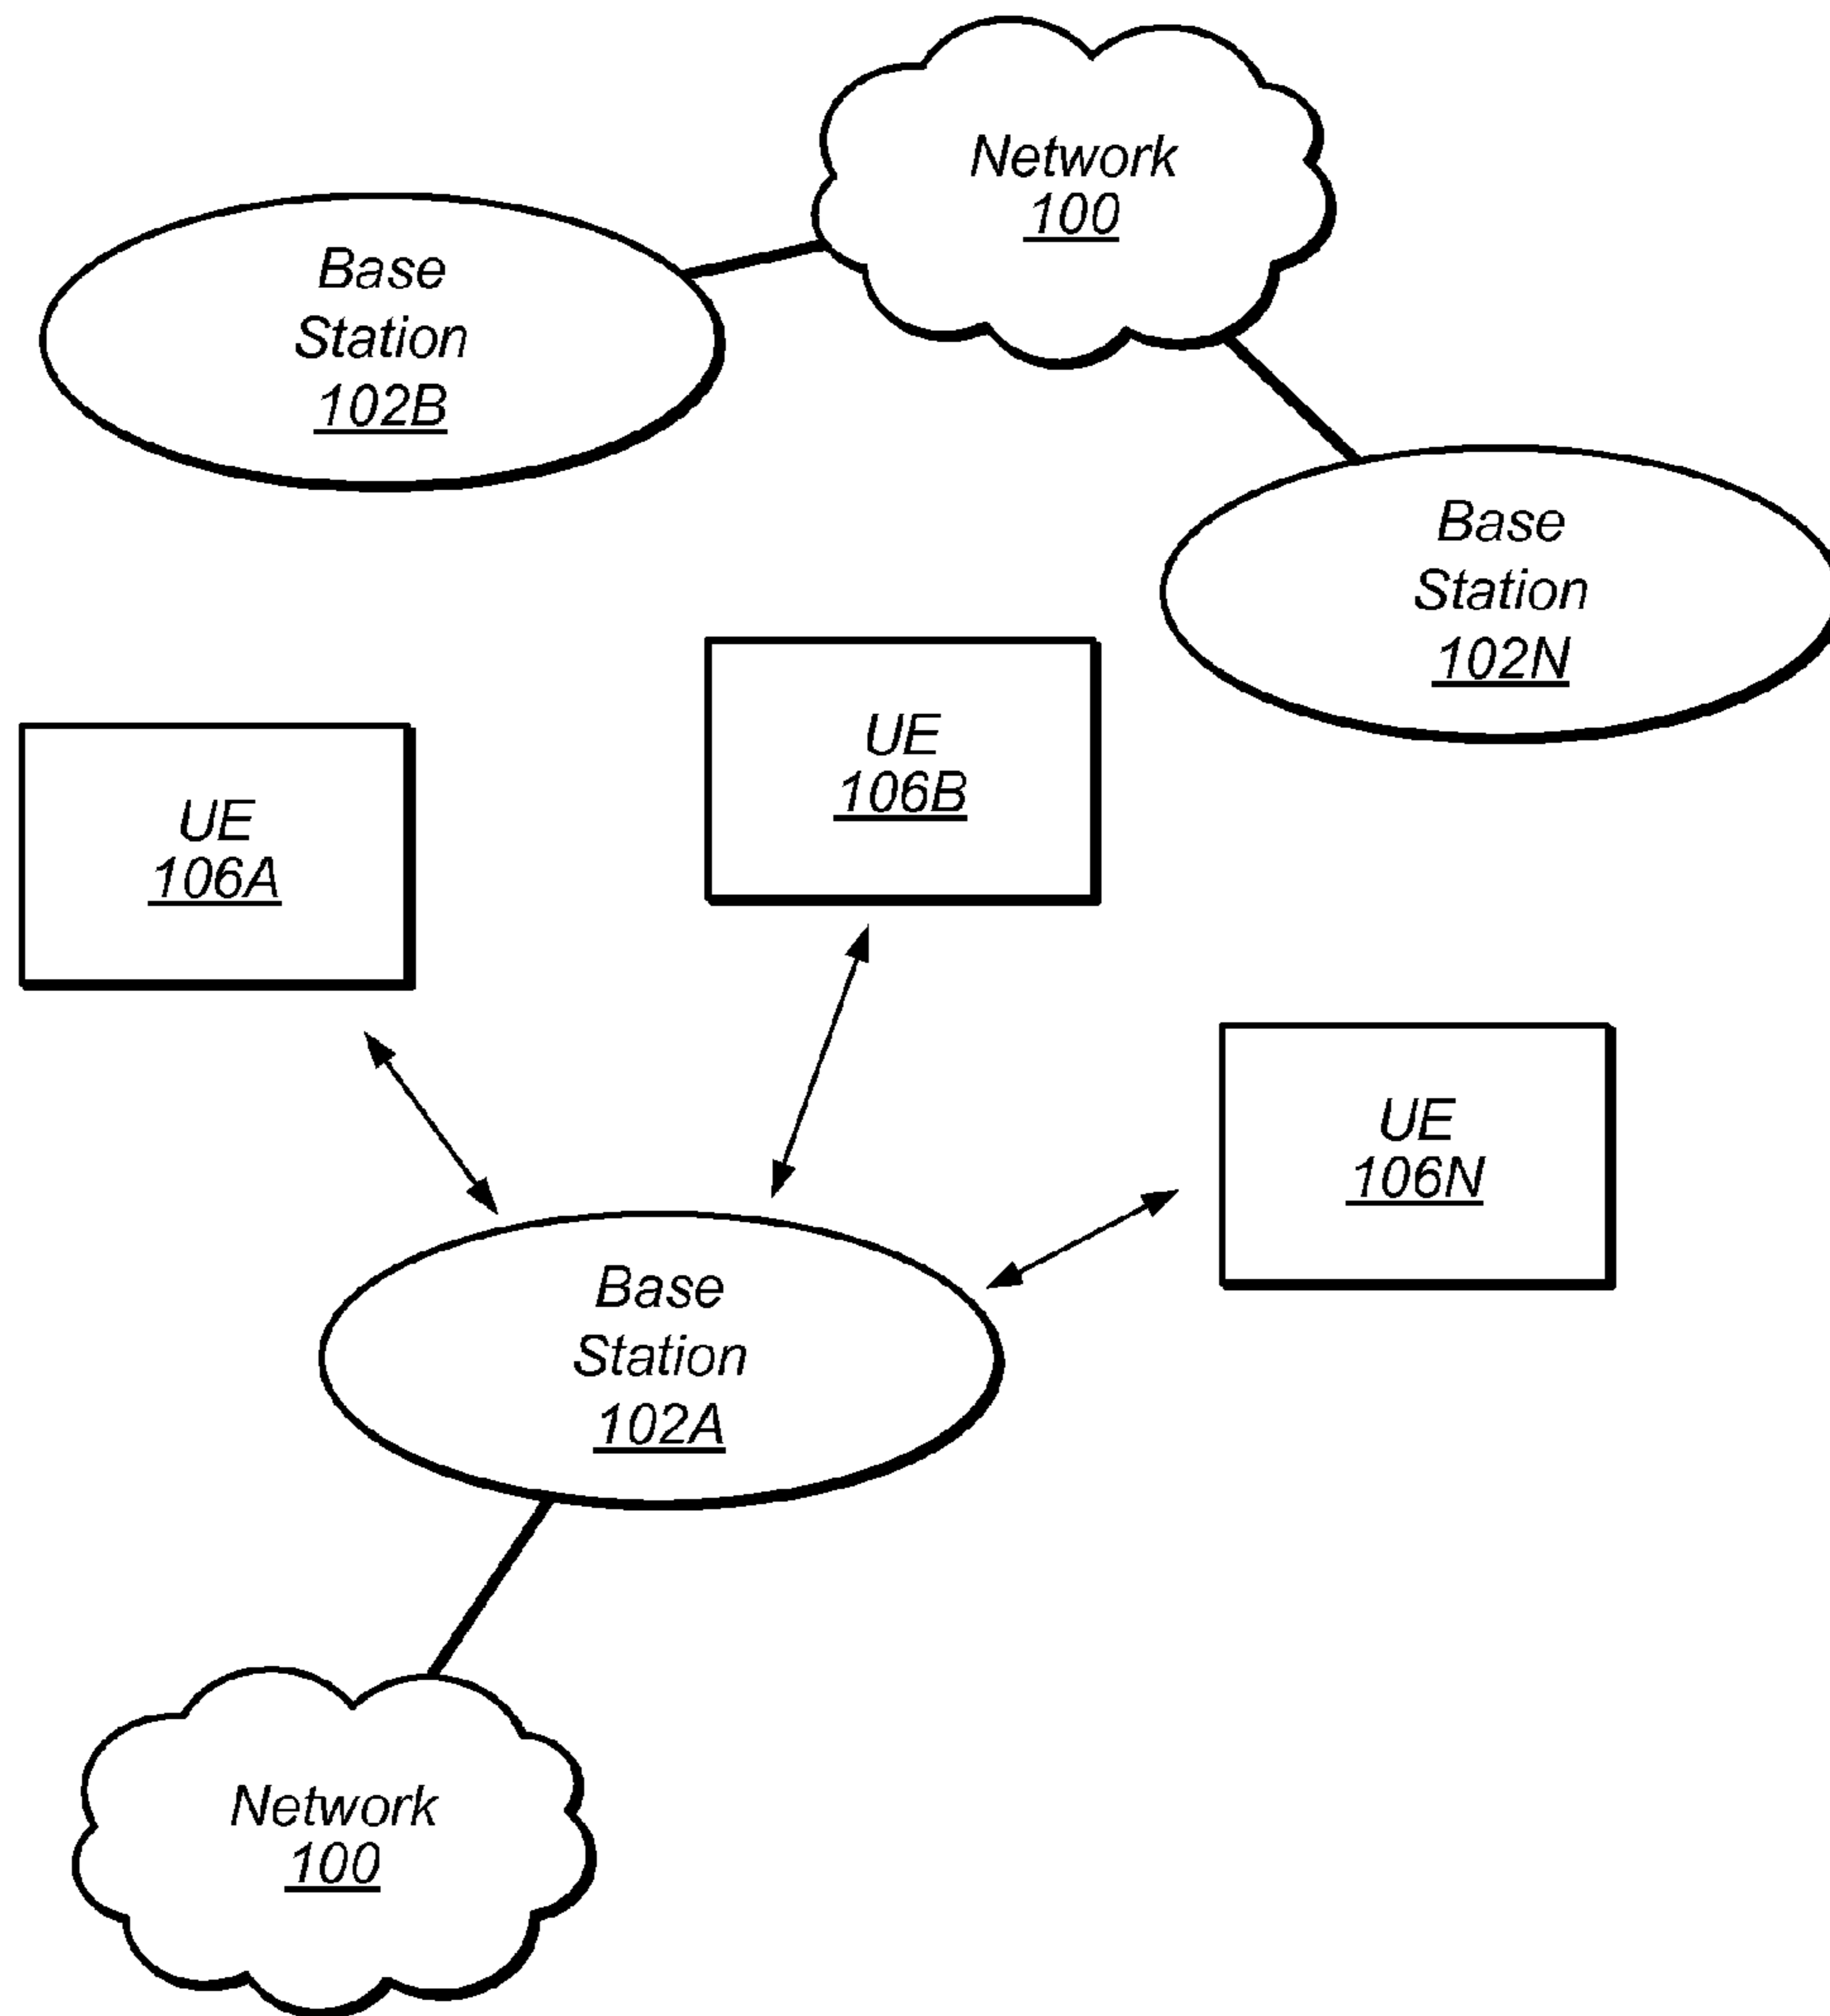 Network
100
Base
Station
102B
Base
Station
102N
UE
106B
UE
106A
UE
106N
Base
Station
102A
Network
100